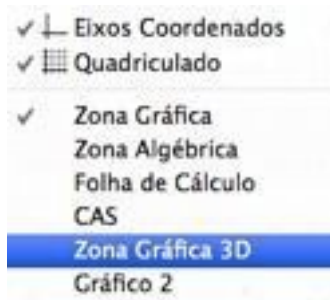 Eixos Coordenados
Quadriculado
Zona Gráfica
Zona Algébrica
Folha de Cálculo
CAS
Zona Gráfica 3D
Gráfico 2